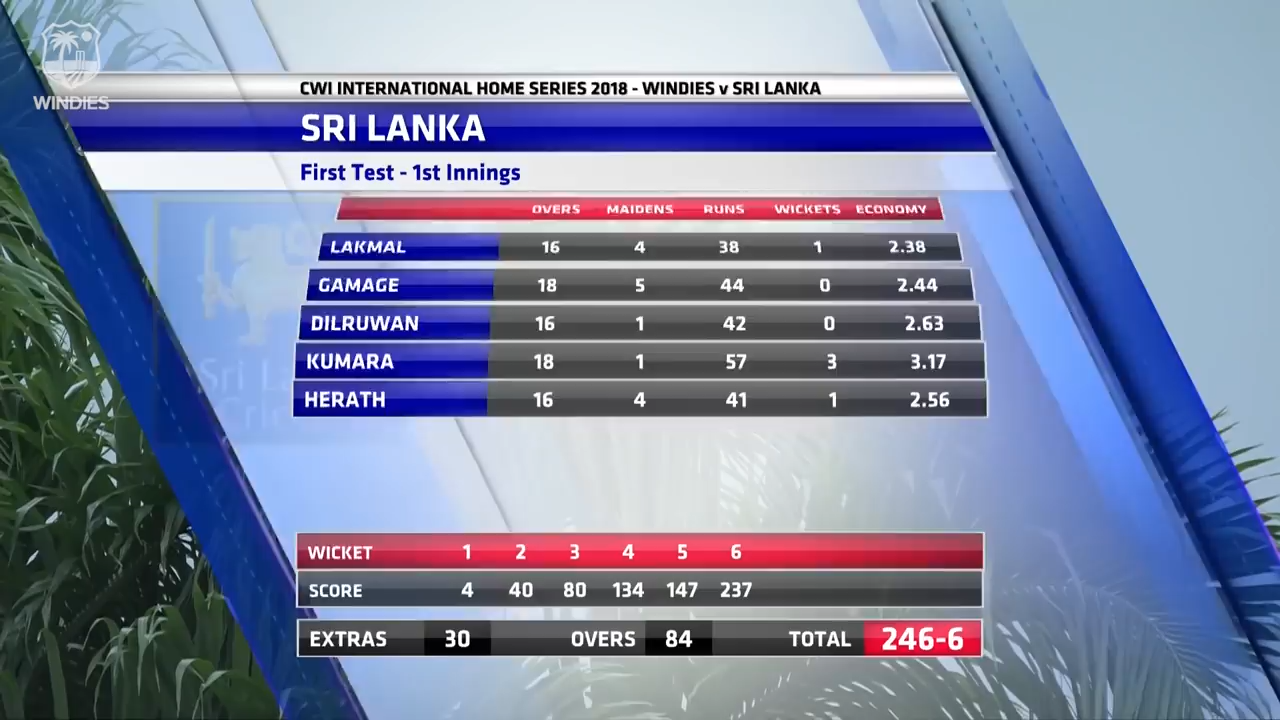 WINDIES
CWI INTERNATIONAL HOME SERIES 2018 - WINDIES v SRI LANKA
SRI LANKA
First Test - 1st Innings
OVERS MAIDENS RUNS WICKETS ECONOMY
LAKMAL 16 4 38 1 2.38
GAMAGE 18 5 44 0 2.44
DILRUWAN 16 1 42 0 2.63
KUMARA 18 1 57 3 3.17
HERATH 16 4 41 1 2.56
Sri La
Cri
WICKET 1 2 3 4 5 6
SCORE 4 40 80 134 147 237
EXTRAS 30 OVERS 84 TOTAL 246-6